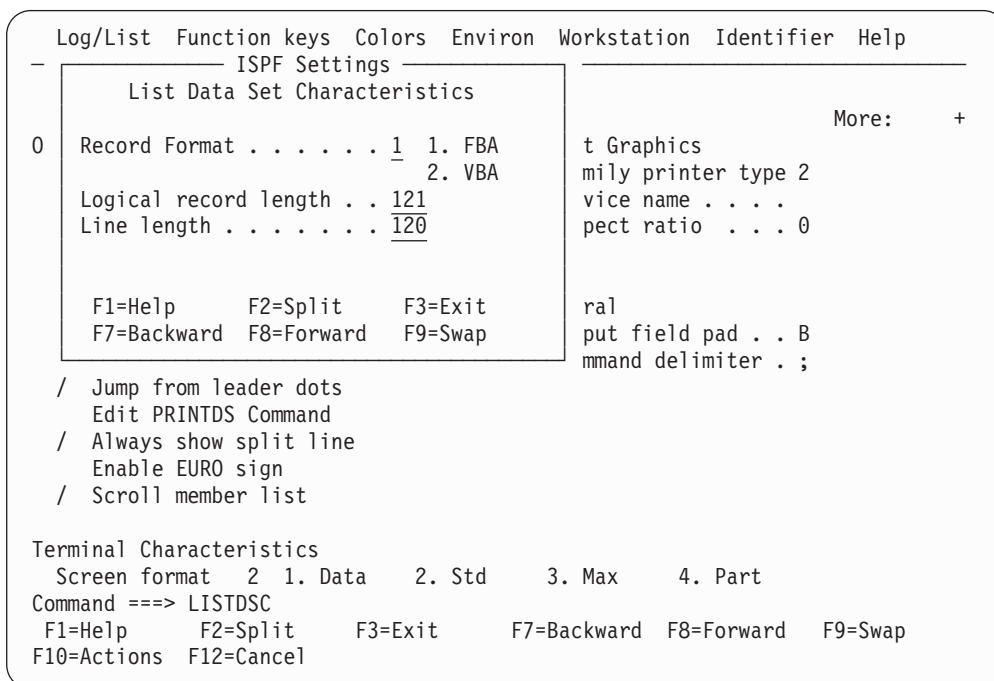 Log/List  Function keys  Colors  Environ  Workstation  Identifier  Help
ISPF Settings
List Data Set Characteristics
More:     +
O  Record Format . . . . . . 1  1. FBA  t Graphics
2. VBA  mily printer type 2
Logical record length . . 121  vice name . . . .
Line length . . . . . . . 120  pect ratio  . . . 0
F1=Help      F2=Split     F3=Exit  ral
F7=Backward  F8=Forward   F9=Swap  put field pad . . B
mmand delimiter . ;
/  Jump from leader dots
Edit PRINTDS Command
/  Always show split line
Enable EURO sign
/  Scroll member list
Terminal Characteristics
Screen format   2  1. Data    2. Std     3. Max     4. Part
Command ===> LISTDSC
F1=Help      F2=Split     F3=Exit      F7=Backward  F8=Forward   F9=Swap
F10=Actions  F12=Cancel